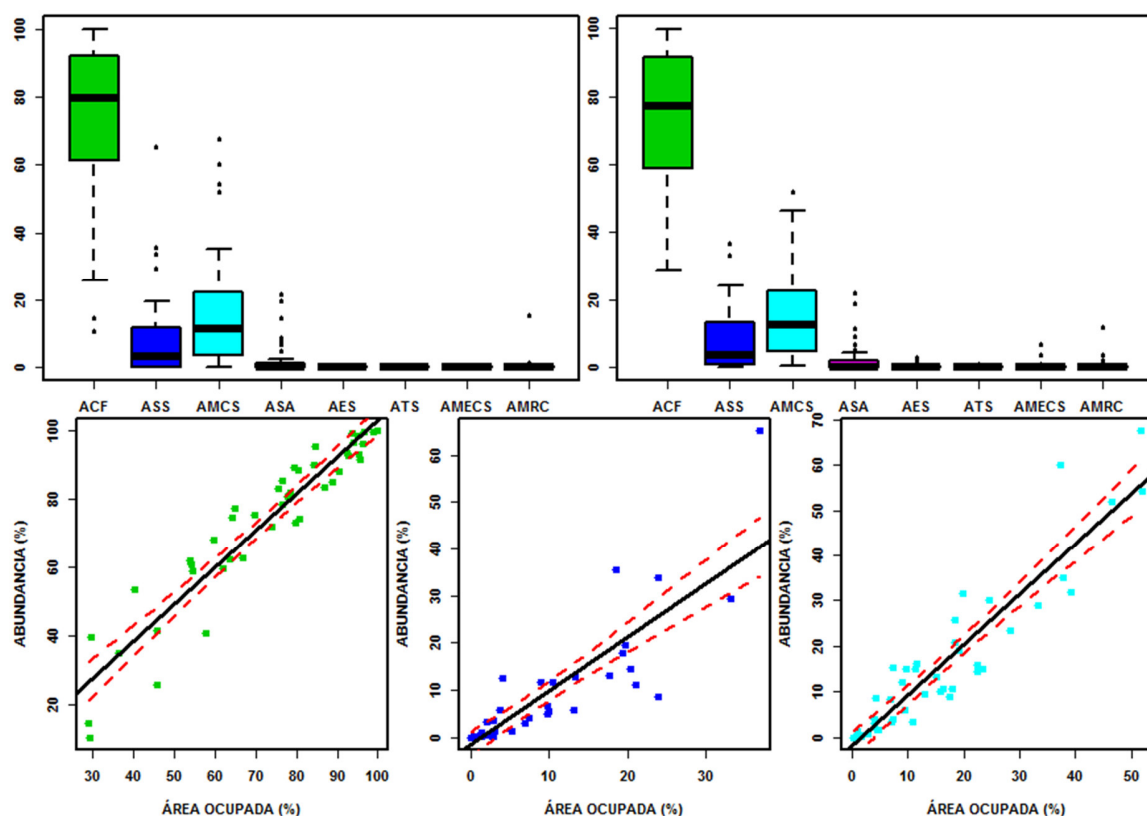 100
80
60
40
20
0
100
80
60
40
20
0
ACF ASS AMCS ASA AES ATS AMECS AMRC
ACF ASS AMCS ASA AES ATS AMECS AMRC
ABUNDANCIA (%)
100
80
60
40
20
30 40 50 60 70 80 90 100
ÁREA OCUPADA (%)
ABUNDANCIA (%)
60
50
40
30
20
10
0
0 10 20 30
ÁREA OCUPADA (%)
ABUNDANCIA (%)
70
60
50
40
30
20
10
0
0 10 20 30 40 50
ÁREA OCUPADA (%)